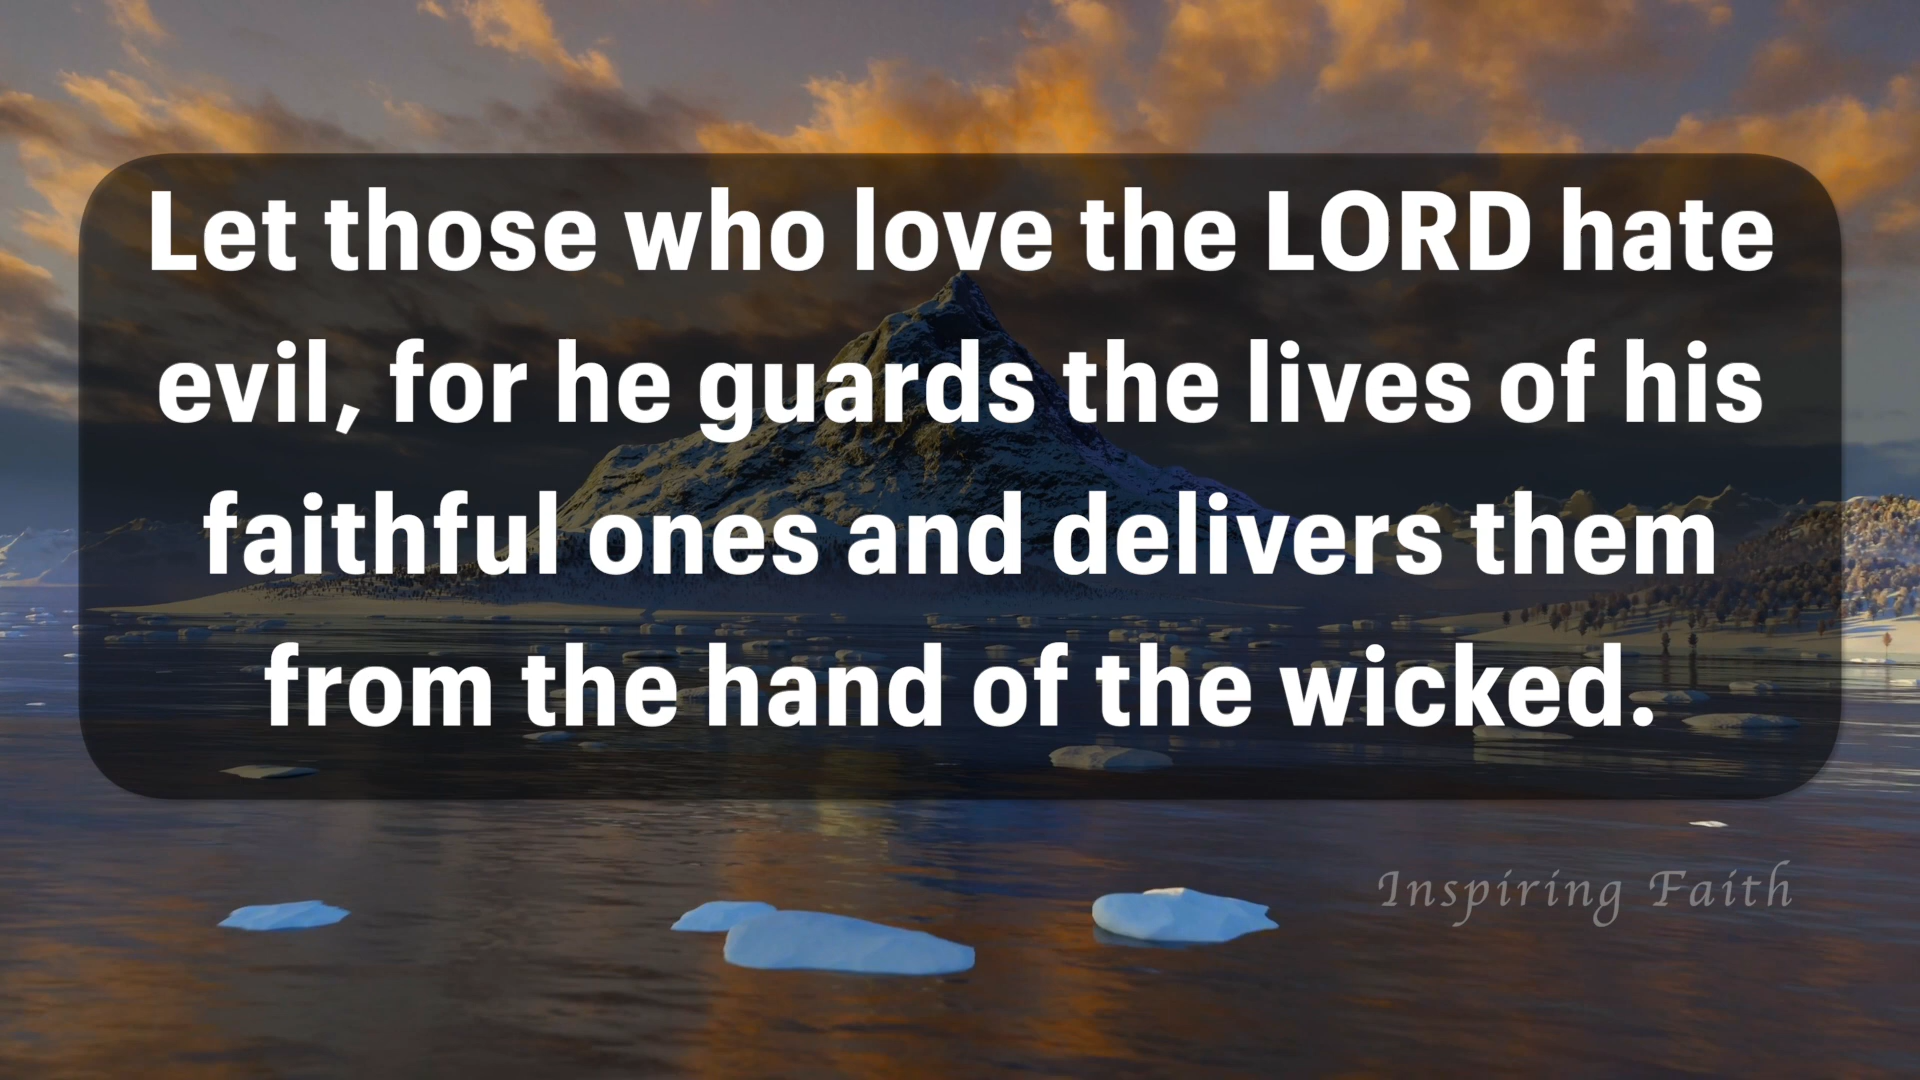 Let those who love the LORD hate
evil, for he guards the lives of his
faithful ones and delivers them
from the hand of the wicked.
Inspiring Faith